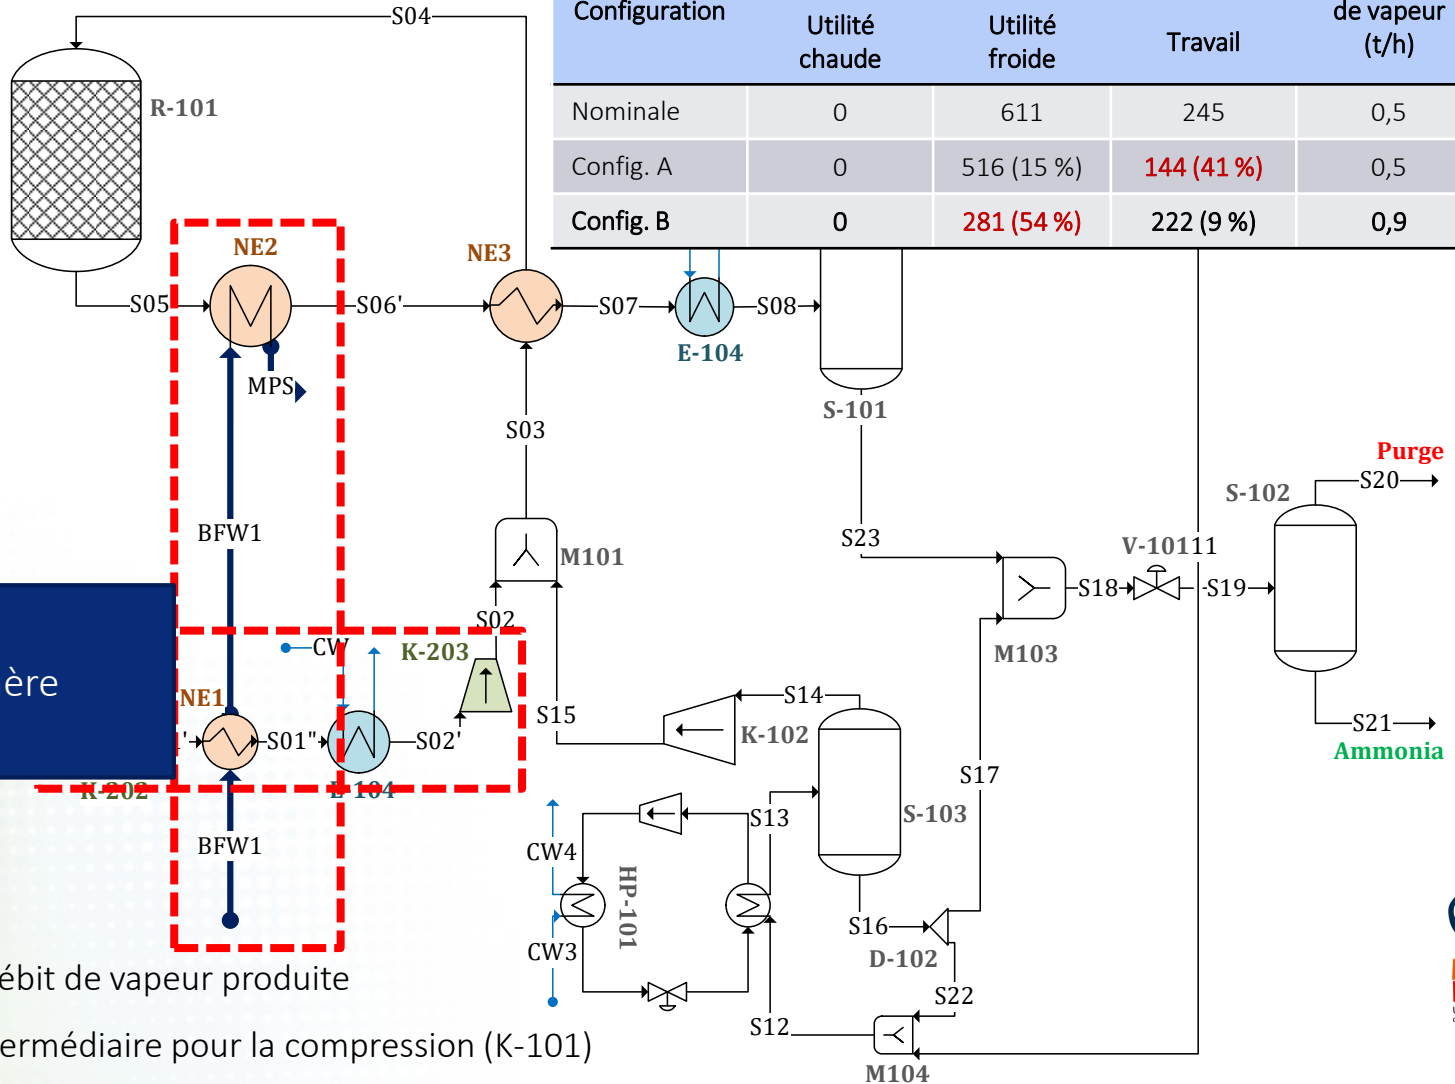 S04
Configuration
Utilité
chaude
Utilité
froide
Travail
de vapeur
(t/h)
Nominale 0 611 245 0,5
Config. A 0 516 (15 %) 144 (41 %) 0,5
Config. B 0 281 (54 %) 222 (9 %) 0,9
R-101
NE2
NE3
S05
S06'
S07
S08
E-104
MPS
S-101
S03
Purge
S20
S-102
BFW1
S23
M101
V-101
11
S18
S19
S02
CW
K-203
M103
ère
NE1
S14
S15
K-102
S21
Ammonia
'
S01"
S02'
K-202
E-104
S17
S13
S-103
BFW1
CW4
HP-101
S16
D-102
CW3
ébit de vapeur produite
S22
S12
ermédiaire pour la compression (K-101)
M104